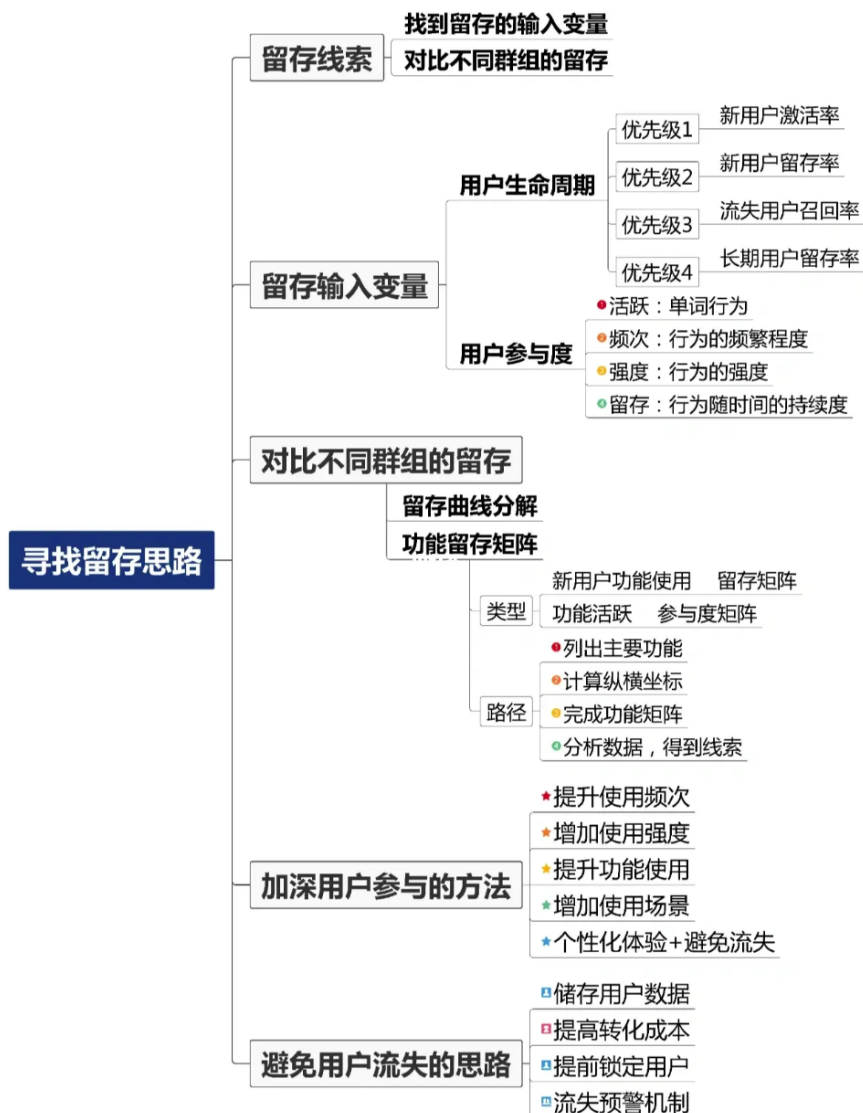 寻找留存思路
留存线索
找到留存的输入变量
对比不同群组的留存
留存输入变量
用户生命周期
优先级1
新用户激活率
优先级2
新用户留存率
优先级3
流失用户召回率
优先级4
长期用户留存率
用户参与度
1活跃：单词行为
2频次：行为的频繁程度
3强度：行为的强度
4留存：行为随时间的持续度
对比不同群组的留存
留存曲线分解
功能留存矩阵
类型
新用户功能使用 留存矩阵
功能活跃 参与度矩阵
路径
1列出主要功能
2计算纵横坐标
3完成功能矩阵
4分析数据，得到线索
加深用户参与的方法
提升使用频次
增加使用强度
提升功能使用
增加使用场景
个性化体验+避免流失
避免用户流失的思路
储存用户数据
提高转化成本
提前锁定用户
流失预警机制